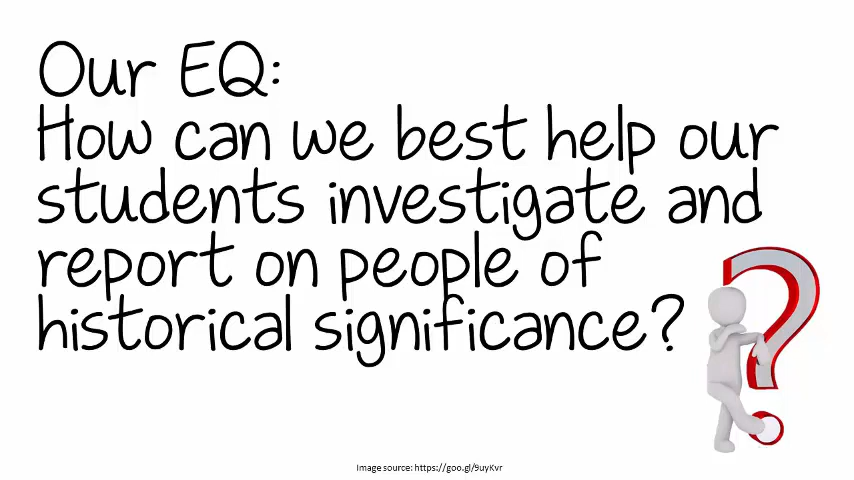 Our EQ:
How can we best help our
students investigate and
report on people of
historical significance?
Image source: https://goo.gl/9uyKvr